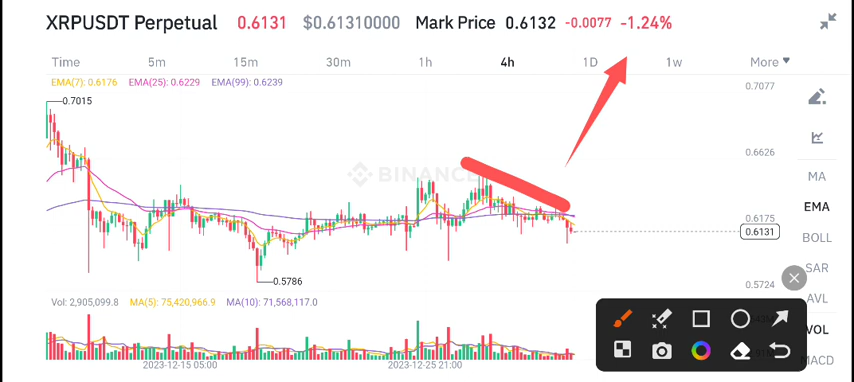 XRPUSDT Perpetual 0.6131 $0.61310000 Mark Price 0.6132 -0.0077 -1.24%
Time 5m 15m 30m 1h 4h 1D 1w More
EMA(7): 0.6176 EMA(25): 0.6229 EMA(99): 0.6239
0.7077
0.7015
0.6626
BINANCE
MA
EMA
0.6175
0.6131
BOLL
SAR
0.5786
0.5724
AVL
Vol: 2,905,099.8 MA(5): 75,420,966.9 MA(10): 71,568,117.0
VOL
MACD
2023-12-15 05:00 2023-12-25 21:00